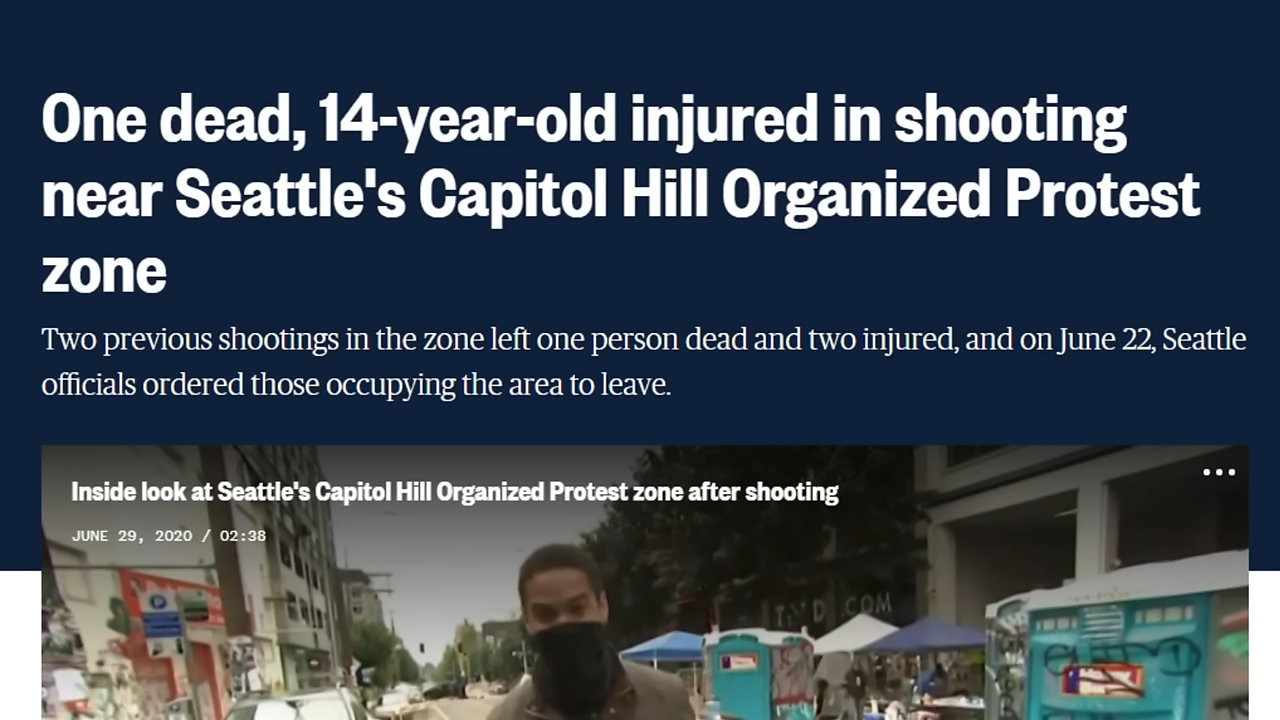 One dead, 14-year-old injured in shooting
near Seattle's Capitol Hill Organized Protest
zone
Two previous shootings in the zone left one person dead and two injured, and on June 22, Seattle
officials ordered those occupying the area to leave.
Inside look at Seattle's Capitol Hill Organized Protest zone after shooting
JUNE 29, 2020 / 02:38
.COM